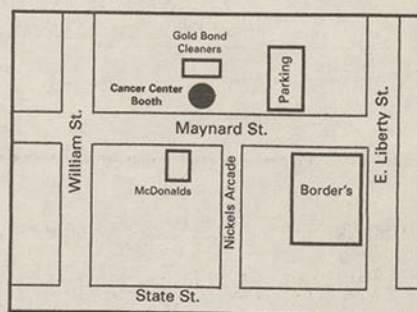 Gold Bond
Cleaners
Cancer Center
Booth
Parking
Maynard St.
William St.
E. Liberty St.
McDonalds
Nickels Arcade
Border's
State St.